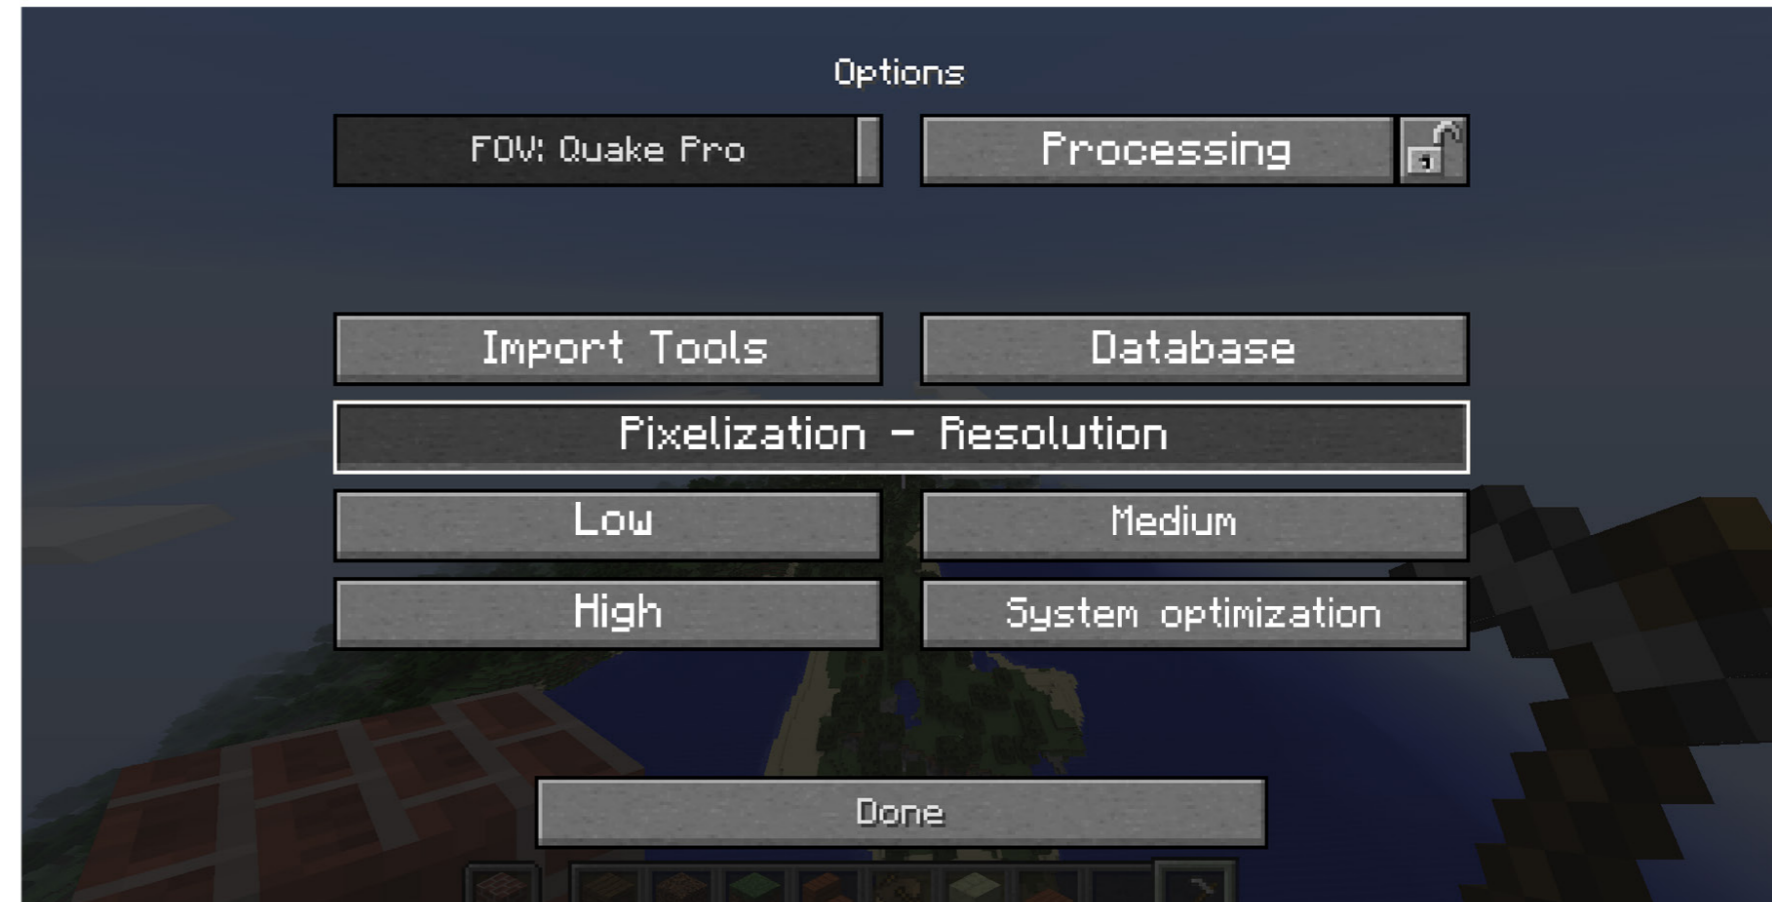 Options
FOV: Quake Pro
Processing
Import Tools
Database
Pixelization - Resolution
Low
Medium
High
System optimization
Done